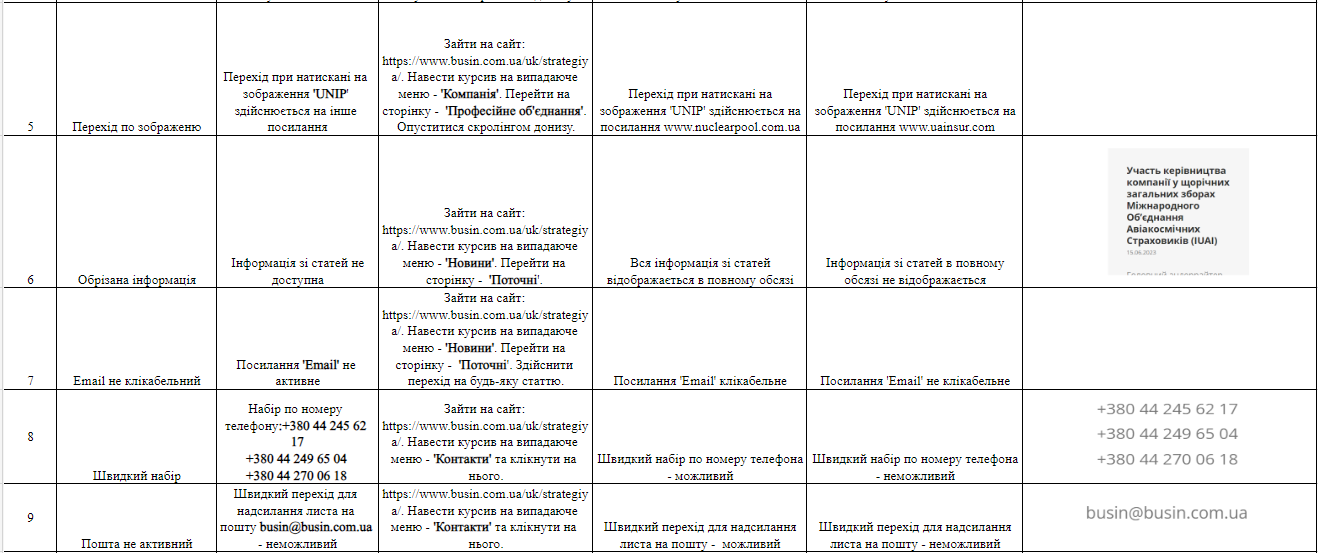 5
Перехід по зображеню
Перехід при натискані на
зображення 'UNIP'
здійснюється на інше
посилання
Зайти на сайт:
https://www.busin.com.ua/uk/strategiy
a/. Навести курсив на випадаюче
меню - 'Компанія'. Перейти на
сторінку - 'Професійне об'єднання'.
Опуститися скролінгом донизу.
Перехід при натискані на
зображення 'UNIP' здійснюється на
посилання www.nuclearpool.com.ua
Перехід при натискані на
зображення 'UNIP' здійснюється на
посилання www.uainsur.com
6
Обрізана інформація
Інформація зі статей не
доступна
Зайти на сайт:
https://www.busin.com.ua/uk/strategiy
a/. Навести курсив на випадаюче
меню - 'Новини'. Перейти на
сторінку - 'Поточні'.
Вся інформація зі статей
відображається в повному обсязі
Інформація зі статей в повному
обсязі не відображається
Участь керівництва
компанії у щорічних
загальних зборах
Міжнародного
Об'єднання
Авіакосмічних
Страховиків (IUAI)
15.06.2023
7
Email не клікабельний
Посилання 'Email' не
активне
Зайти на сайт:
https://www.busin.com.ua/uk/strategiy
a/. Навести курсив на випадаюче
меню - 'Новини'. Перейти на
сторінку - 'Поточні'. Здійснити
перехід на будь-яку статтю.
Посилання 'Email' клікабельне
Посилання 'Email' не клікабельне
8
Швидкий набір
Набір по номеру
телефону:+380 44 245 62
17
+380 44 249 65 04
+380 44 270 06 18
Зайти на сайт:
https://www.busin.com.ua/uk/strategiy
a/. Навести курсив на випадаюче
меню - 'Контакти' та клікнути на
нього.
Швидкий набір по номеру телефона
- можливий
Швидкий набір по номеру телефона
- неможливий
+380 44 245 62 17
+380 44 249 65 04
+380 44 270 06 18
9
Пошта не активний
Швидкий перехід для
надсилання листа на
пошту busin@busin.com.ua
- неможливий
https://www.busin.com.ua/uk/strategiy
a/. Навести курсив на випадаюче
меню - 'Контакти' та клікнути на
нього.
Швидкий перехід для надсилання
листа на пошту - можливий
Швидкий перехід для надсилання
листа на пошту - неможливий
busin@busin.com.ua